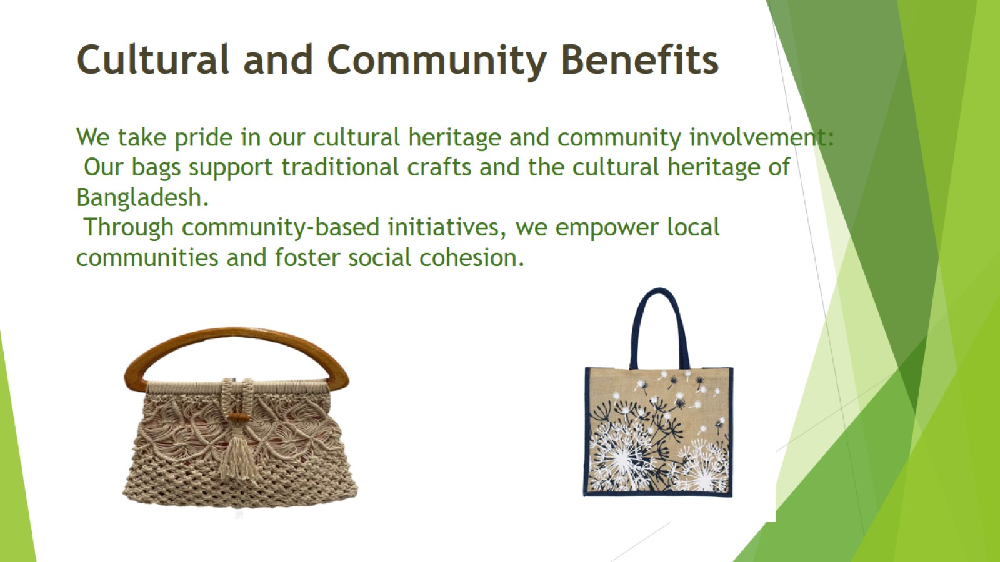 Cultural and Community Benefits
We take pride in our cultural heritage and community involvement:
Our bags support traditional crafts and the cultural heritage of
Bangladesh.
Through community-based initiatives, we empower local
communities and foster social cohesion.